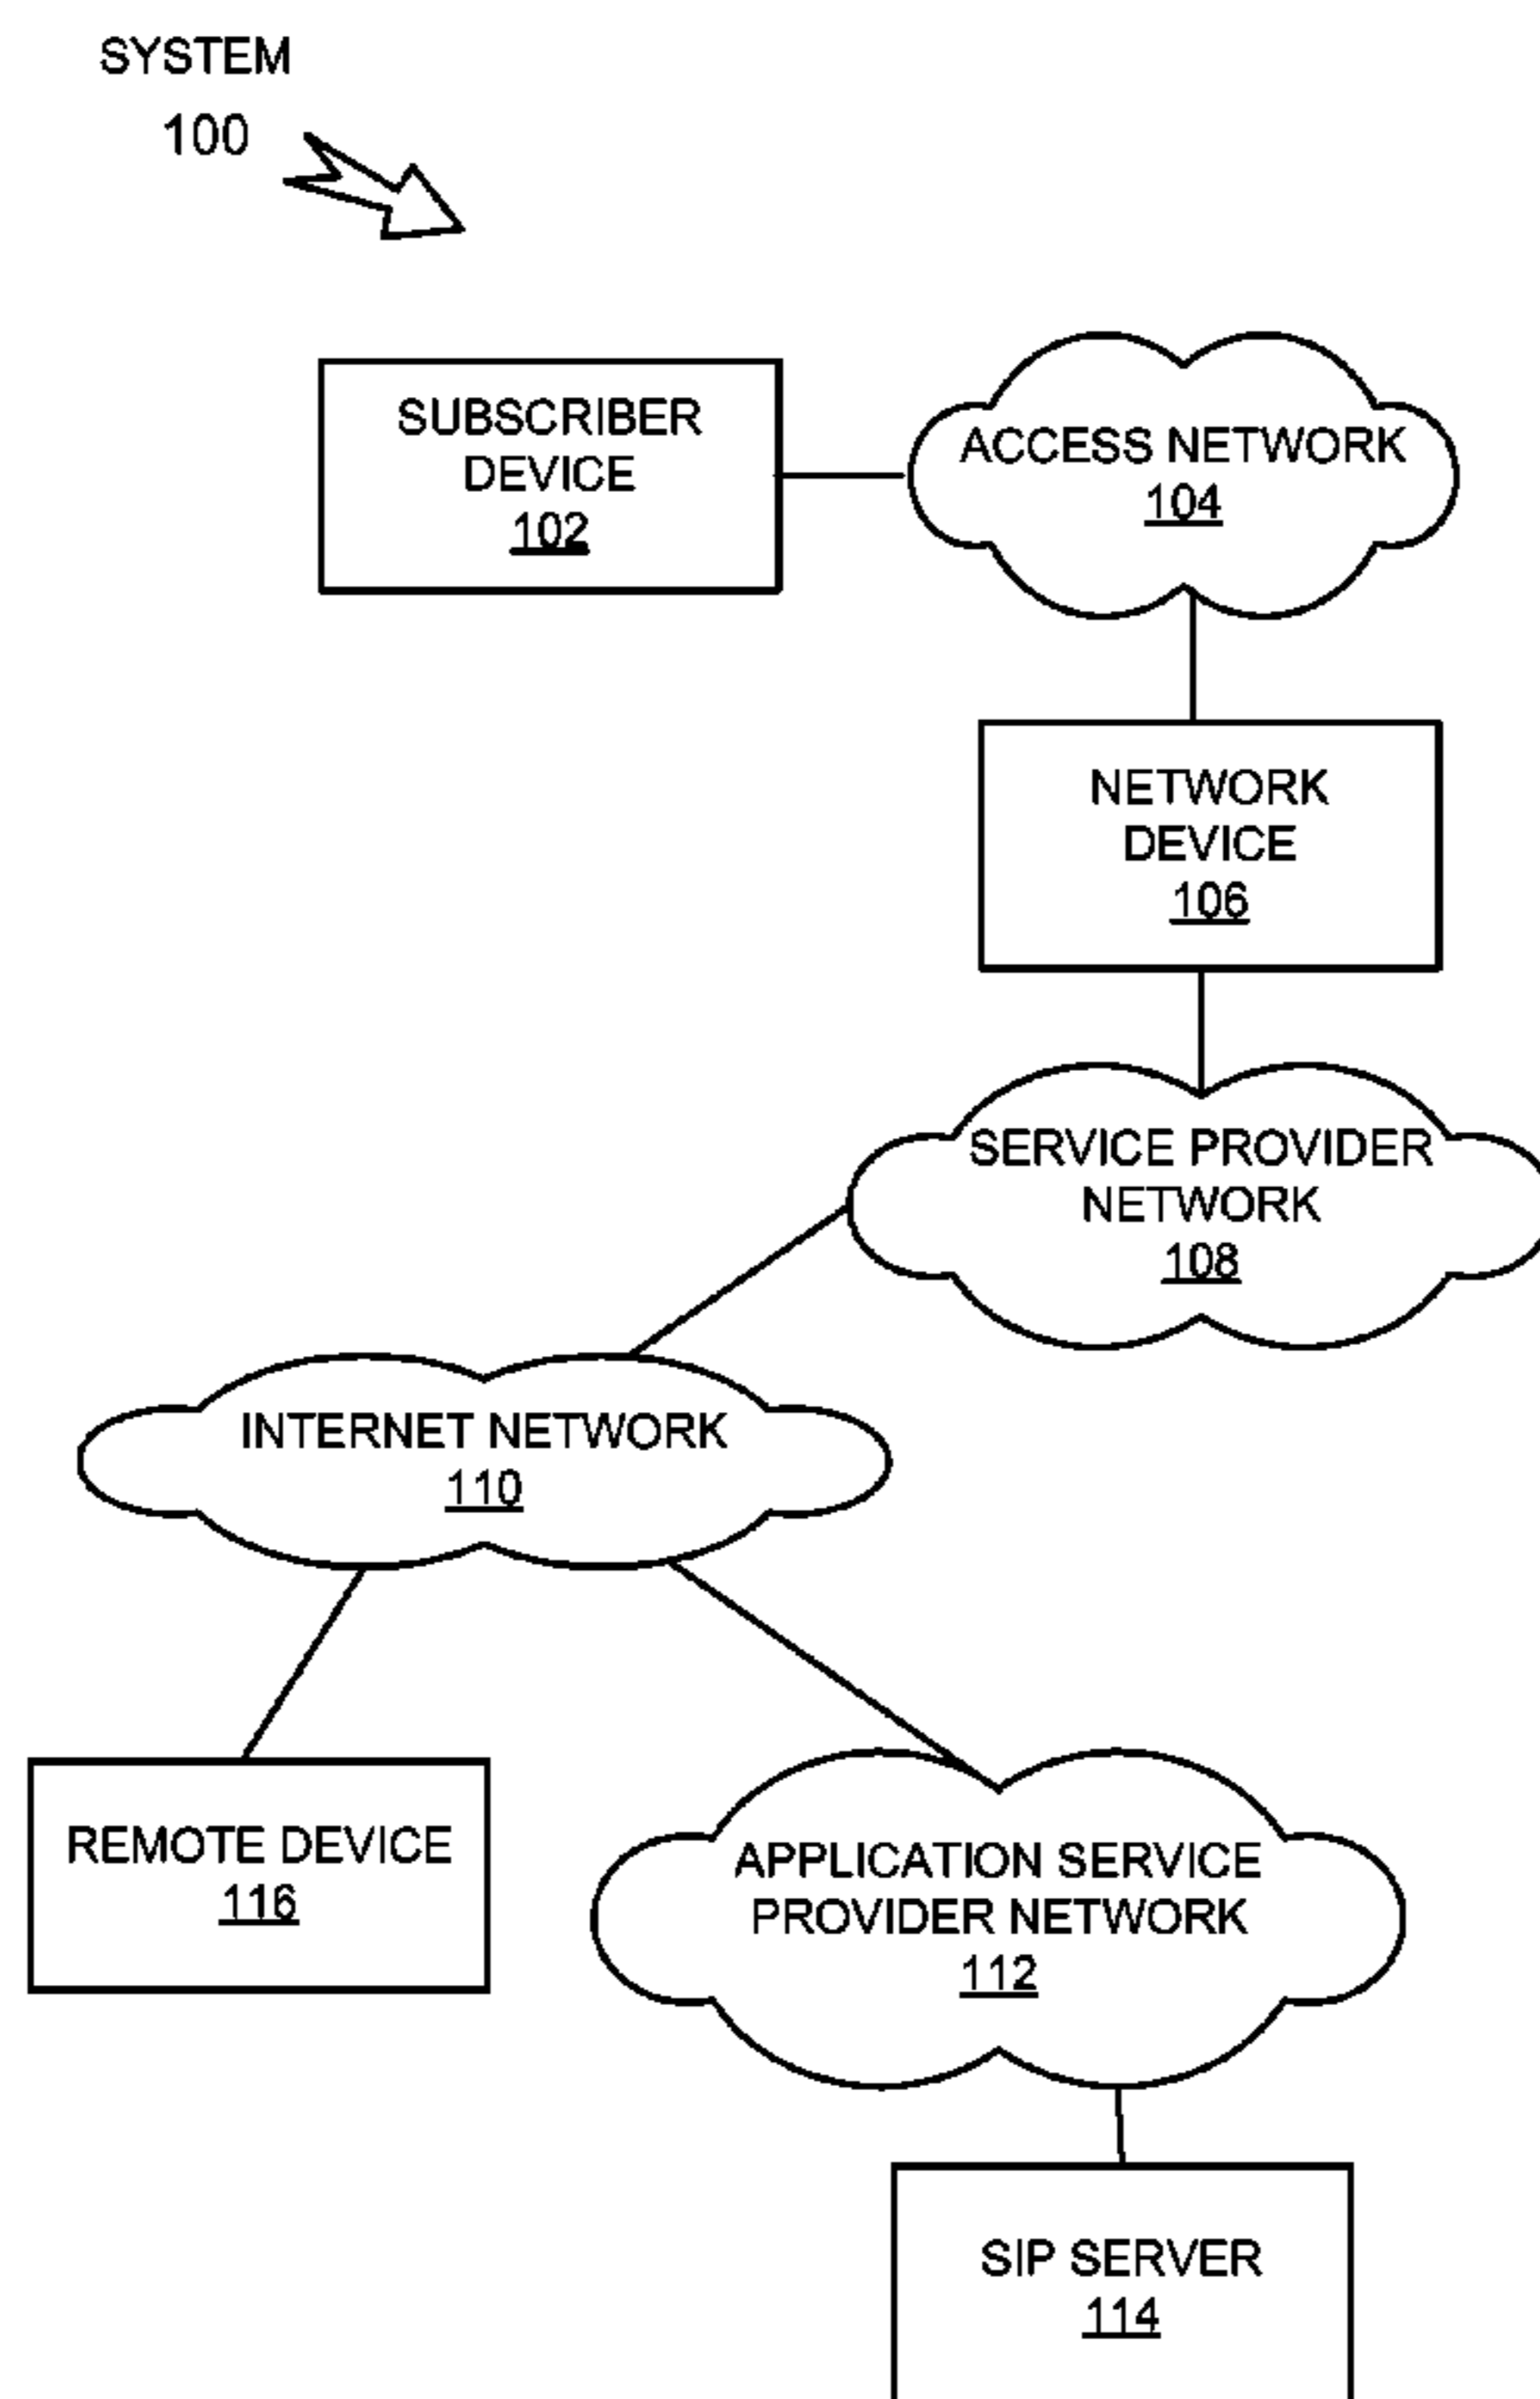 SYSTEM
100
SUBSCRIBER
DEVICE
102
ACCESS NETWORK
104
NETWORK
DEVICE
106
SERVICE PROVIDER
NETWORK
108
INTERNET NETWORK
110
REMOTE DEVICE
116
APPLICATION SERVICE
PROVIDER NETWORK
112
SIP SERVER
114